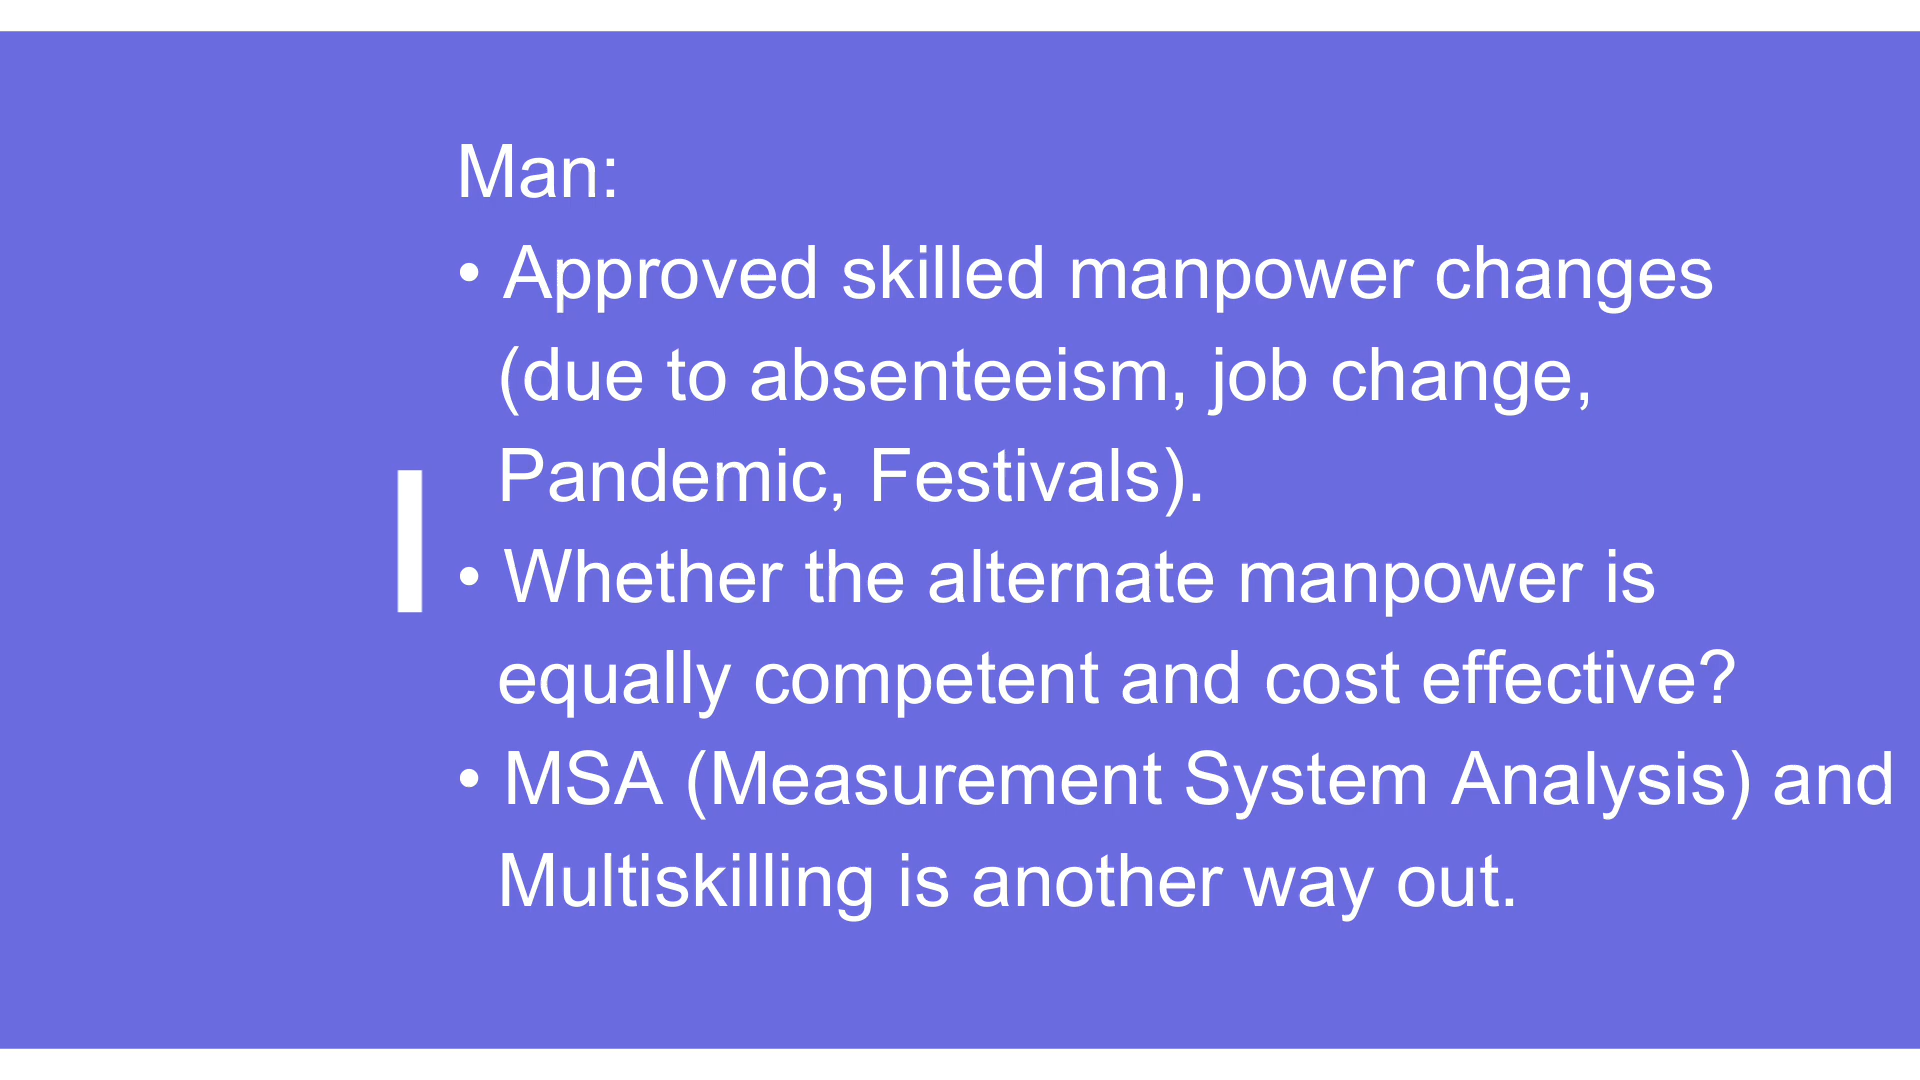 Man:
• Approved skilled manpower changes
(due to absenteeism, job change,
Pandemic, Festivals).
• Whether the alternate manpower is
equally competent and cost effective?
• MSA (Measurement System Analysis) and
Multiskilling is another way out.